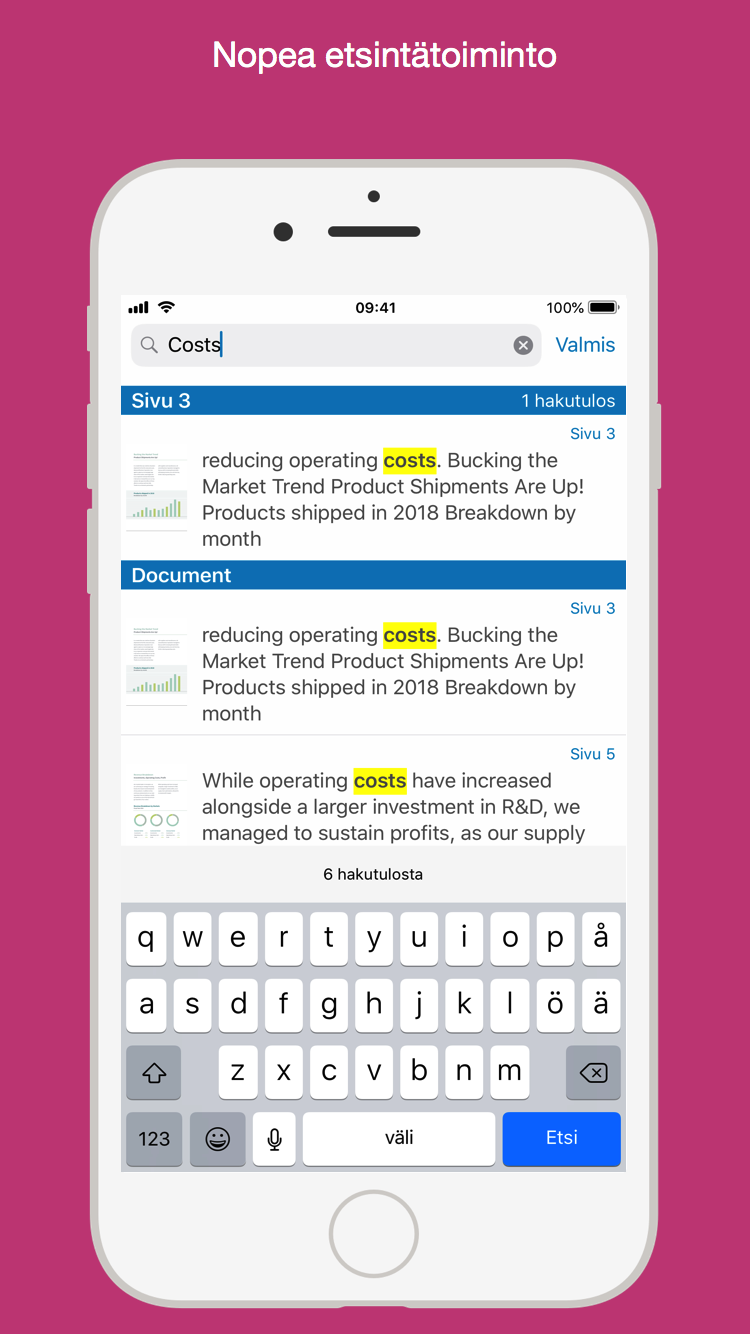 Nopea etsintätoiminto
09:41
100%
Costs
Valmis
Sivu 3
1 hakutulos
Sivu 3
reducing operating costs. Bucking the
Market Trend Product Shipments Are Up!
Products shipped in 2018 Breakdown by
month
Document
Sivu 3
reducing operating costs. Bucking the
Market Trend Product Shipments Are Up!
Products shipped in 2018 Breakdown by
month
Sivu 5
While operating costs have increased
alongside a larger investment in R&D, we
managed to sustain profits, as our supply
6 hakutulosta
q w e r t y u i o p å
a s d f g h j k l ö ä
z x c v b n m
123
väli
Etsi